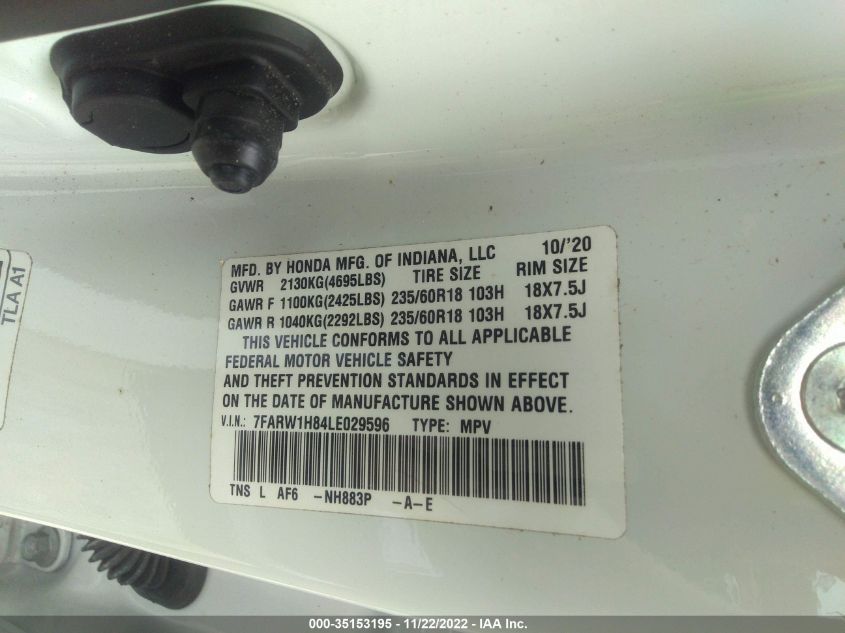 MFD. BY HONDA MFG. OF INDIANA, LLC 10/'20
GVWR 2130KG(4695LBS) TIRE SIZE RIM SIZE
GAWR F 1100KG(2425LBS) 235/60R18 103H 18X7.5J
GAWR R 1040KG(2292LBS) 235/60R18 103H 18X7.5J
THIS VEHICLE CONFORMS TO ALL APPLICABLE
FEDERAL MOTOR VEHICLE SAFETY
AND THEFT PREVENTION STANDARDS IN EFFECT
ON THE DATE OF MANUFACTURE SHOWN ABOVE.
V.I.N.: 7FARW1H84LE029596 TYPE: MPV
TNS L AF6 -NH883P -A-E
TLA A1
000-35153195 - 11/22/2022 - IAA Inc.